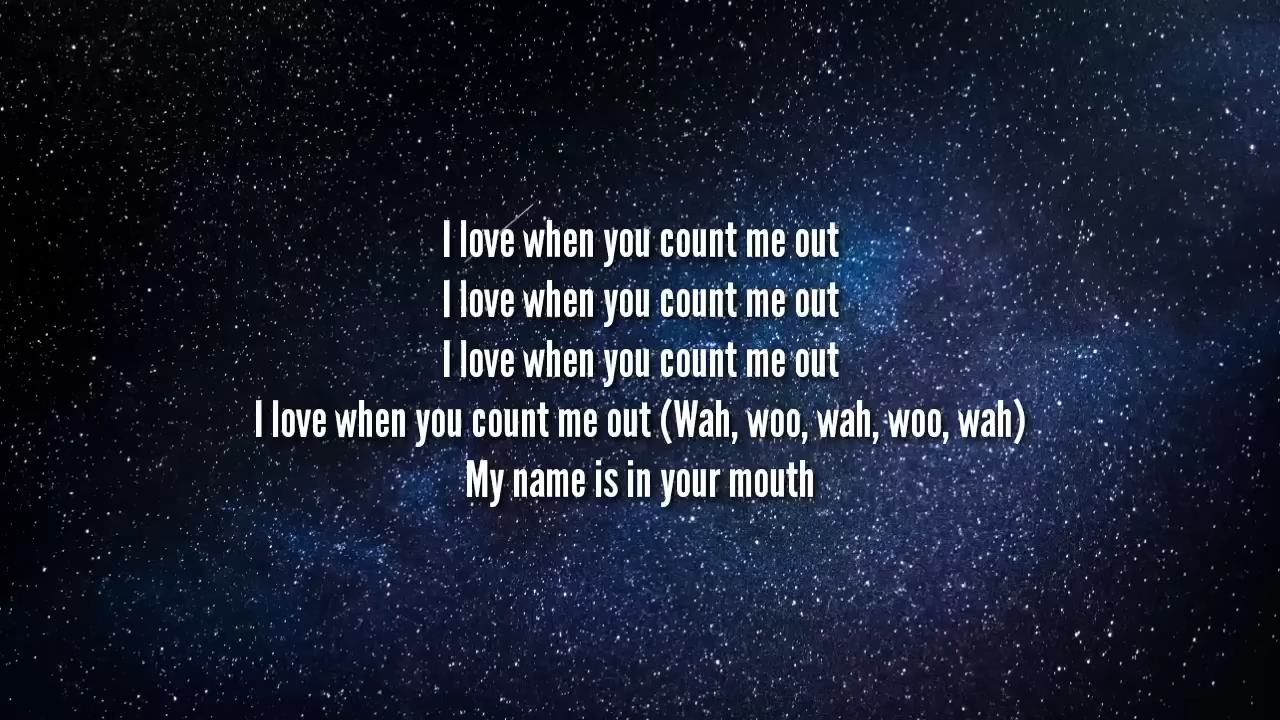 I love when you count me out
I love when you count me out
I love when you count me out
I love when you count me out (Wah, woo, wah, woo, wah)
My name is in your mouth